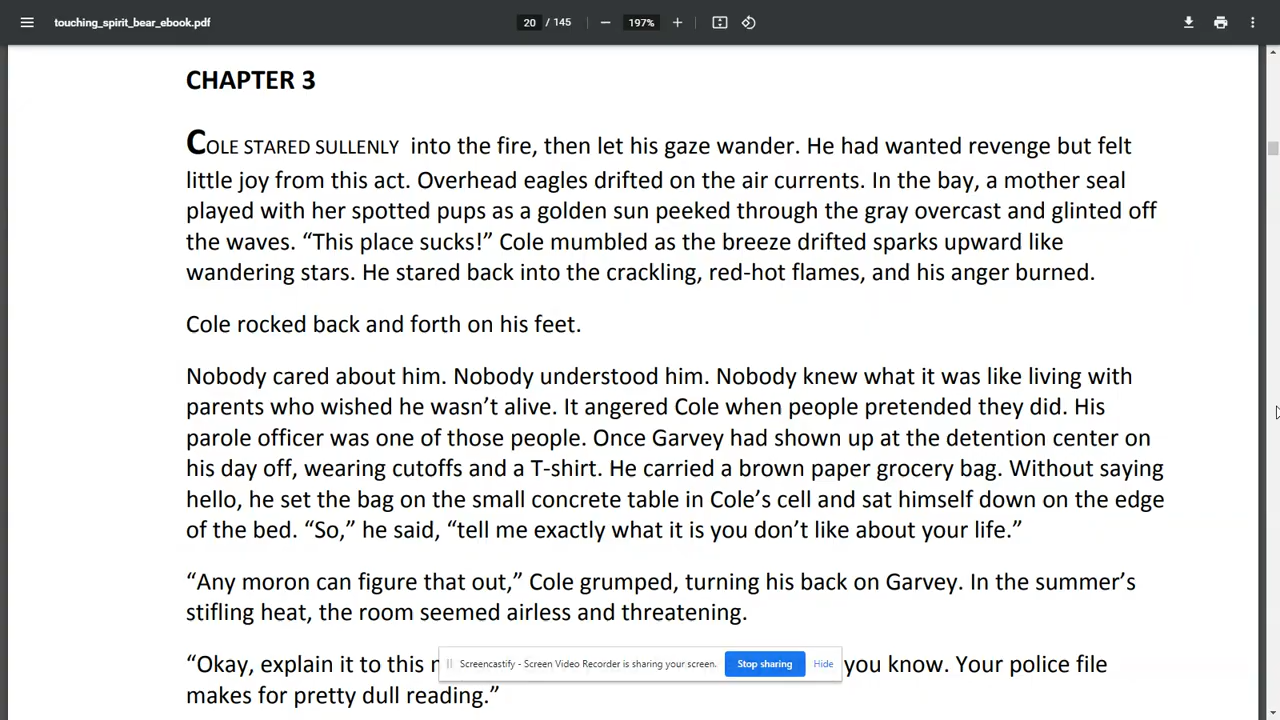 touching_spirit_bear_ebook.pdf
20 / 145
197%
CHAPTER 3
COLE STARED SULLENLY into the fire, then let his gaze wander. He had wanted revenge but felt
little joy from this act. Overhead eagles drifted on the air currents. In the bay, a mother seal
played with her spotted pups as a golden sun peeked through the gray overcast and glinted off
the waves. “This place sucks!” Cole mumbled as the breeze drifted sparks upward like
wandering stars. He stared back into the crackling, red-hot flames, and his anger burned.
Cole rocked back and forth on his feet.
Nobody cared about him. Nobody understood him. Nobody knew what it was like living with
parents who wished he wasn’t alive. It angered Cole when people pretended they did. His
parole officer was one of those people. Once Garvey had shown up at the detention center on
his day off, wearing cutoffs and a T-shirt. He carried a brown paper grocery bag. Without saying
hello, he set the bag on the small concrete table in Cole’s cell and sat himself down on the edge
of the bed. “So,” he said, “tell me exactly what it is you don’t like about your life.”
“Any moron can figure that out,” Cole grumped, turning his back on Garvey. In the summer’s
stifling heat, the room seemed airless and threatening.
“Okay, explain it to this you know. Your police file
Screencastify - Screen Video Recorder is sharing your screen. Stop sharing Hide
makes for pretty dull reading.”